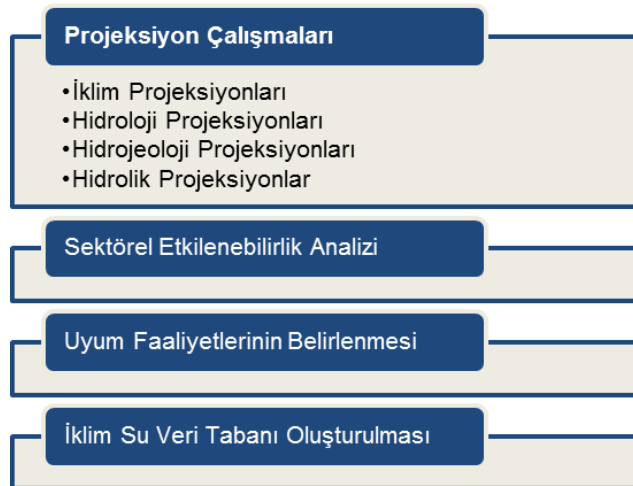 Projeksiyon Çalışmaları
•İklim Projeksiyonları
•Hidroloji Projeksiyonları
•Hidrojeoloji Projeksiyonları
•Hidrolik Projeksiyonlar
Sektörel Etkilenebilirlik Analizi
Uyum Faaliyetlerinin Belirlenmesi
İklim Su Veri Tabanı Oluşturulması